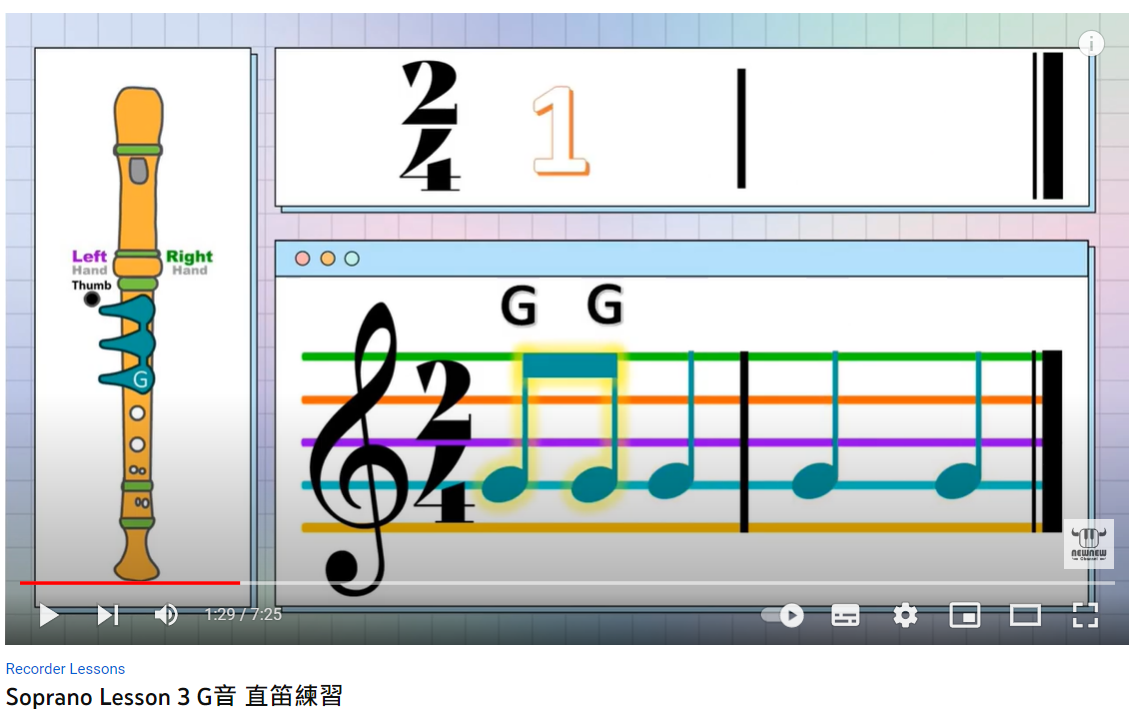 2
4
1
Left
Hand
Right
Hand
Thumb
G
G G
2
4
NEWNEW
Channel
1:29 / 7:25
Recorder Lessons
Soprano Lesson 3 G音 直笛練習